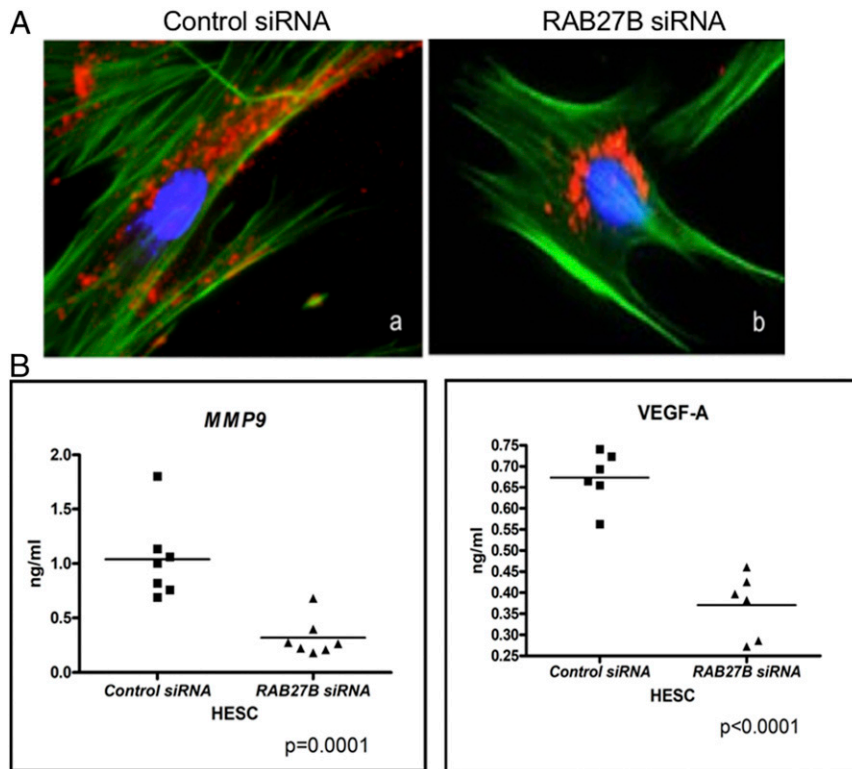 A
Control siRNA
RAB27B siRNA
a
b
B
MMP9
2.0
1.5
1.0
0.5
0.0
ng/ml
Control siRNA
RAB27B siRNA
HESC
p=0.0001
VEGF-A
0.75
0.70
0.65
0.60
0.55
0.50
0.45
0.40
0.35
0.30
0.25
ng/ml
Control siRNA
RAB27B siRNA
HESC
p<0.0001